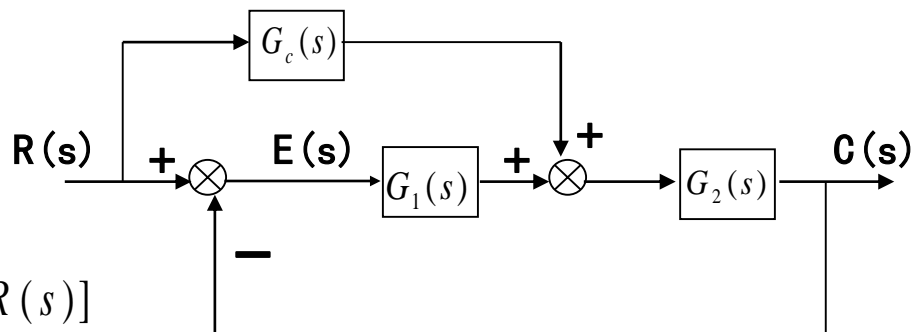 G_c(s)
R(s) + E(s) G_1(s) + + G_2(s) C(s)
−
R(s)]